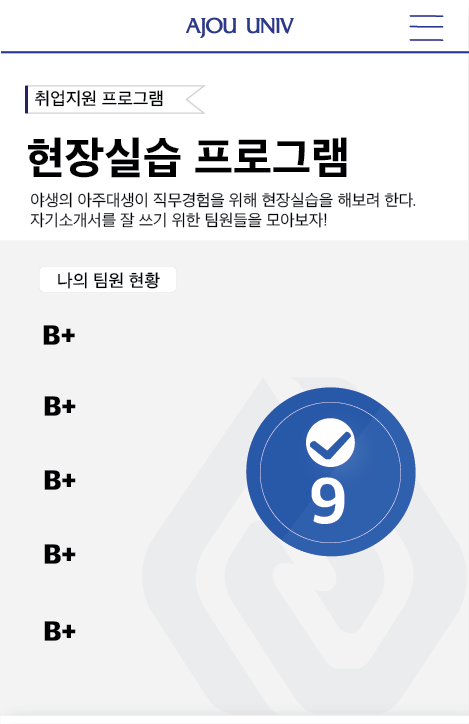 AJOU UNIV
취업지원 프로그램
현장실습 프로그램
야생의 아주대생이 직무경험을 위해 현장실습을 해보려 한다.
자기소개서를 잘 쓰기 위한 팀원들을 모아보자!
나의 팀원 현황
B+
B+
B+
9
B+
B+